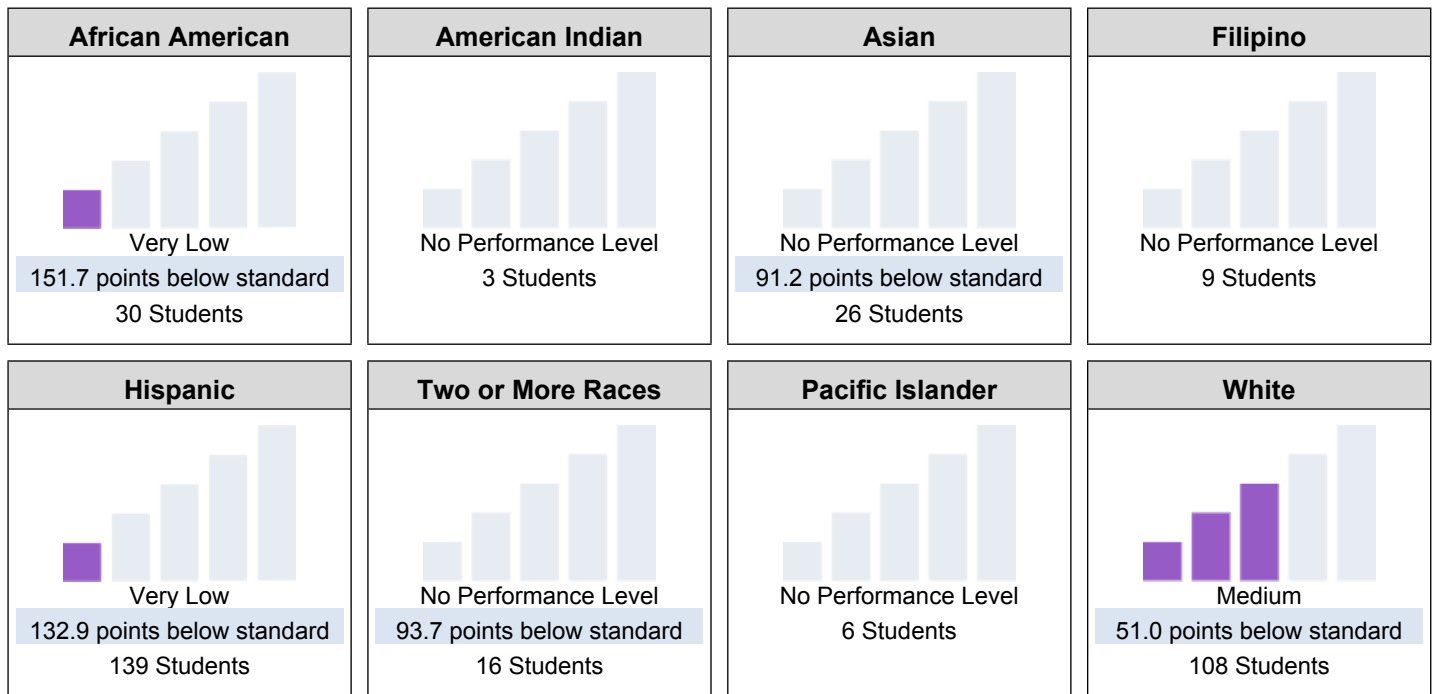 African American
Very Low
151.7 points below standard
30 Students
American Indian
No Performance Level
3 Students
Asian
No Performance Level
91.2 points below standard
26 Students
Filipino
No Performance Level
9 Students
Hispanic
Very Low
132.9 points below standard
139 Students
Two or More Races
No Performance Level
93.7 points below standard
16 Students
Pacific Islander
No Performance Level
6 Students
White
Medium
51.0 points below standard
108 Students